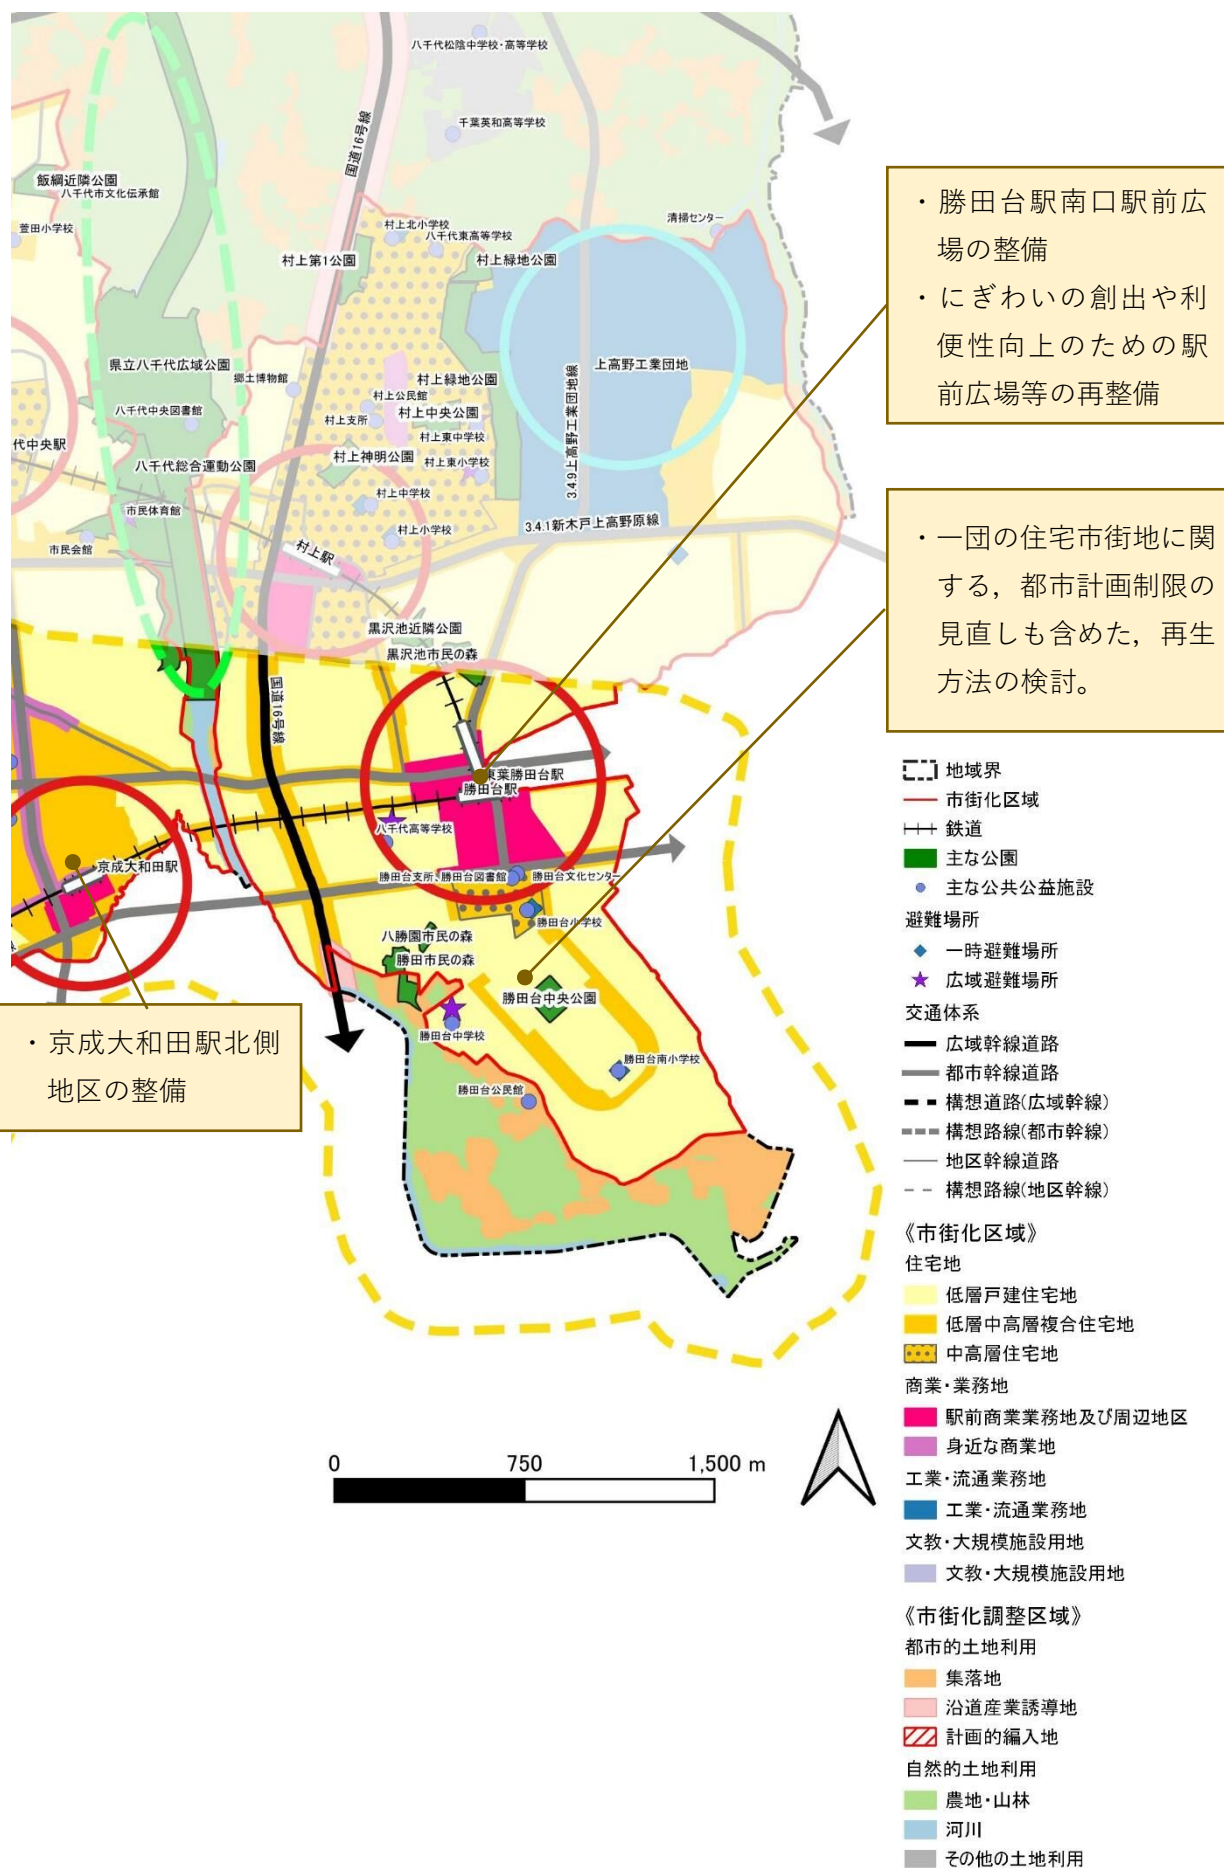 八千代松陰中学校・高等学校
千葉英和高等学校
国道16号線
飯綱近隣公園
八千代市文化伝承館
萱田小学校
清掃センター
村上北小学校
八千代東高等学校
村上第1公園
村上緑地公園
県立八千代広域公園
郷土博物館
村上緑地公園
上高野工業団地
村上公民館
八千代中央図書館
村上支所
村上中央公園
村上東中学校
代中央駅
八千代総合運動公園
村上神明公園
村上東小学校
3.4.9上高野工業団地線
村上中学校
市民体育館
村上小学校
3.4.1新木戸上高野原線
市民会館
村上駅
黒沢池近隣公園
黒沢池市民の森
国道16号線
東葉勝田台駅
勝田台駅
八千代高等学校
京成大和田駅
勝田台支所、勝田台図書館
勝田台文化センター
勝田台小学校
八勝園市民の森
勝田市民の森
勝田台中央公園
勝田台中学校
勝田台南小学校
勝田台公民館
・勝田台駅南口駅前広
場の整備
・にぎわいの創出や利
便性向上のための駅
前広場等の再整備
・一団の住宅市街地に関
する，都市計画制限の
見直しも含めた，再生
方法の検討。
・京成大和田駅北側
地区の整備
地域界
市街化区域
鉄道
主な公園
主な公共公益施設
避難場所
一時避難場所
広域避難場所
交通体系
広域幹線道路
都市幹線道路
構想道路(広域幹線)
構想路線(都市幹線)
地区幹線道路
構想路線(地区幹線)
《市街化区域》
住宅地
低層戸建住宅地
低層中高層複合住宅地
中高層住宅地
商業・業務地
駅前商業業務地及び周辺地区
身近な商業地
工業・流通業務地
工業・流通業務地
文教・大規模施設用地
文教・大規模施設用地
《市街化調整区域》
都市的土地利用
集落地
沿道産業誘導地
計画的編入地
自然的土地利用
農地・山林
河川
その他の土地利用
0 750 1,500 m